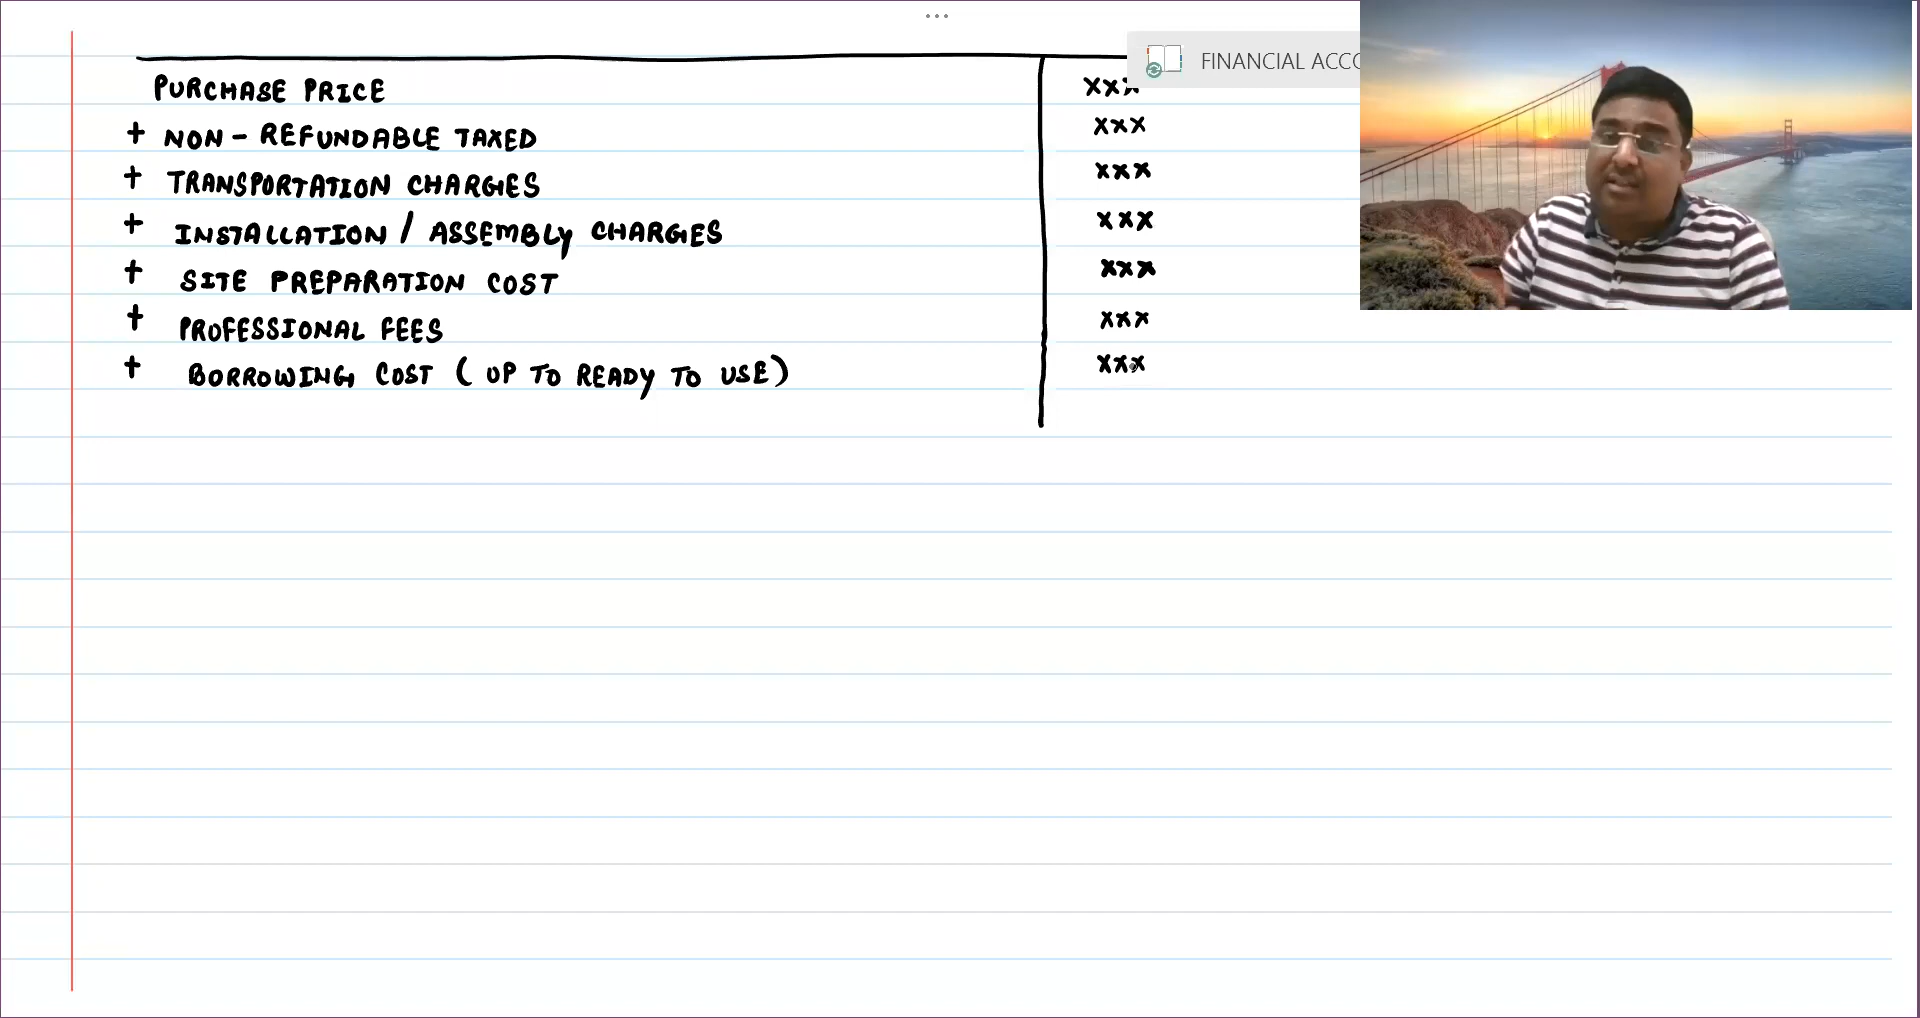 FINANCIAL ACCO
PURCHASE PRICE xxx
+ NON-REFUNDABLE TAXED xxx
+ TRANSPORTATION CHARGES xxx
+ INSTALLATION / ASSEMBLY CHARGES xxx
+ SITE PREPARATION COST xxx
+ PROFESSIONAL FEES xxx
+ BORROWING COST (UP TO READY TO USE) xxx